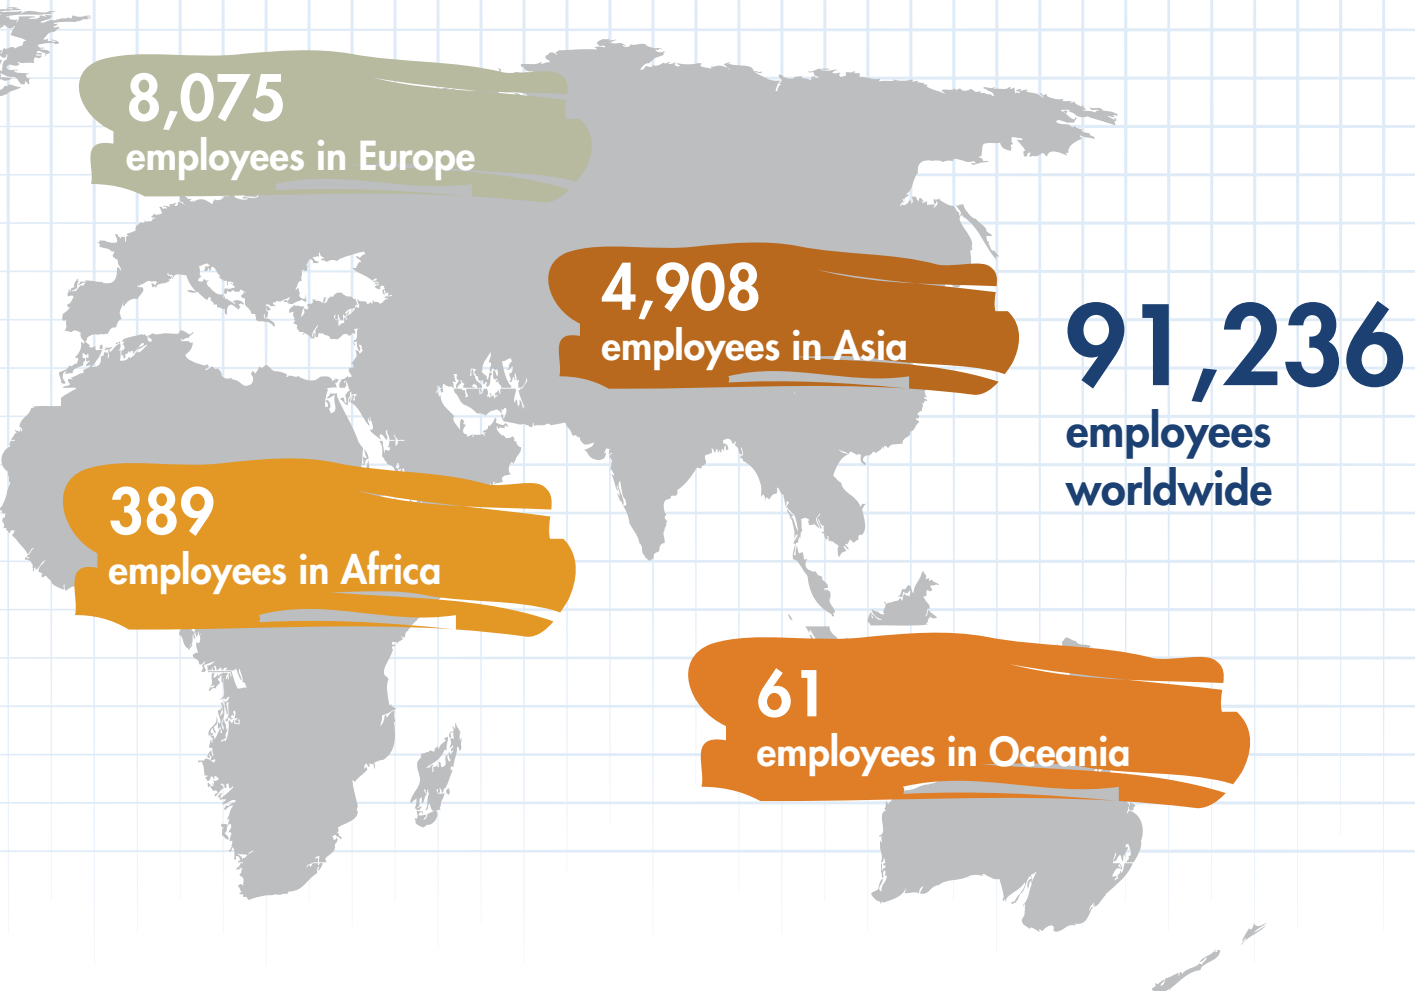 8,075
employees in Europe
4,908
employees in Asia
91,236
employees
worldwide
389
employees in Africa
61
employees in Oceania